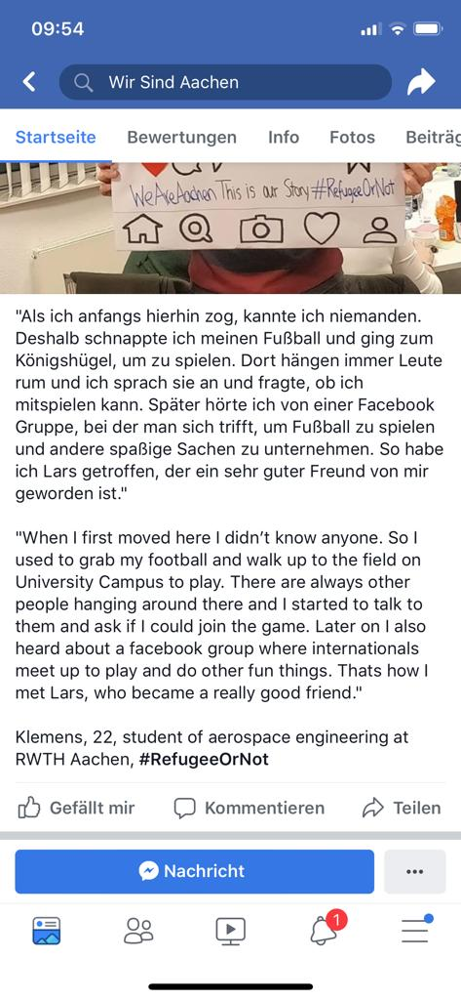 09:54
Wir Sind Aachen
Startseite Bewertungen Info Fotos Beiträg
WeAreAachen This is our Story #RefugeeOrNot
"Als ich anfangs hierhin zog, kannte ich niemanden.
Deshalb schnappte ich meinen Fußball und ging zum
Königshügel, um zu spielen. Dort hängen immer Leute
rum und ich sprach sie an und fragte, ob ich
mitspielen kann. Später hörte ich von einer Facebook
Gruppe, bei der man sich trifft, um Fußball zu spielen
und andere spaßige Sachen zu unternehmen. So habe
ich Lars getroffen, der ein sehr guter Freund von mir
geworden ist."
"When I first moved here I didn’t know anyone. So I
used to grab my football and walk up to the field on
University Campus to play. There are always other
people hanging around there and I started to talk to
them and ask if I could join the game. Later on I also
heard about a facebook group where internationals
meet up to play and do other fun things. Thats how I
met Lars, who became a really good friend."
Klemens, 22, student of aerospace engineering at
RWTH Aachen, #RefugeeOrNot
Gefällt mir Kommentieren Teilen
Nachricht
1